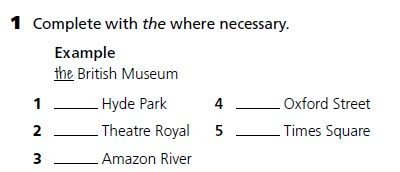 1 Complete with the where necessary.
Example
the British Museum
1 ______ Hyde Park 4 ______ Oxford Street
2 ______ Theatre Royal 5 ______ Times Square
3 ______ Amazon River